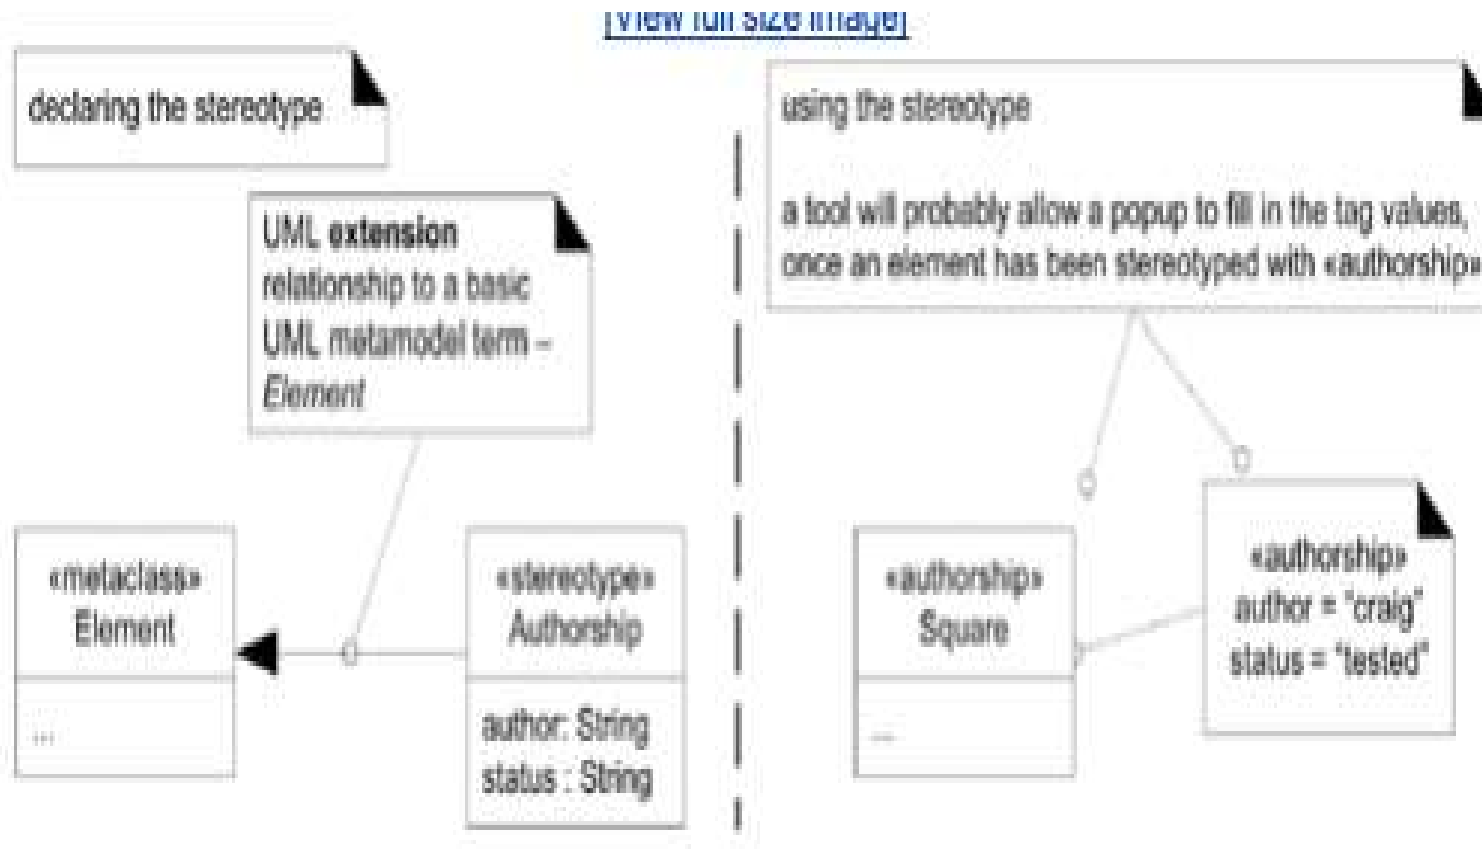 [View full size image]
declaring the stereotype
UML extension
relationship to a basic
UML metamodel term –
Element
«metaclass»
Element
...
«stereotype»
Authorship
author: String
status : String
using the stereotype
a tool will probably allow a popup to fill in the tag values,
once an element has been stereotyped with «authorship»
«authorship»
Square
...
«authorship»
author = "craig"
status = "tested"